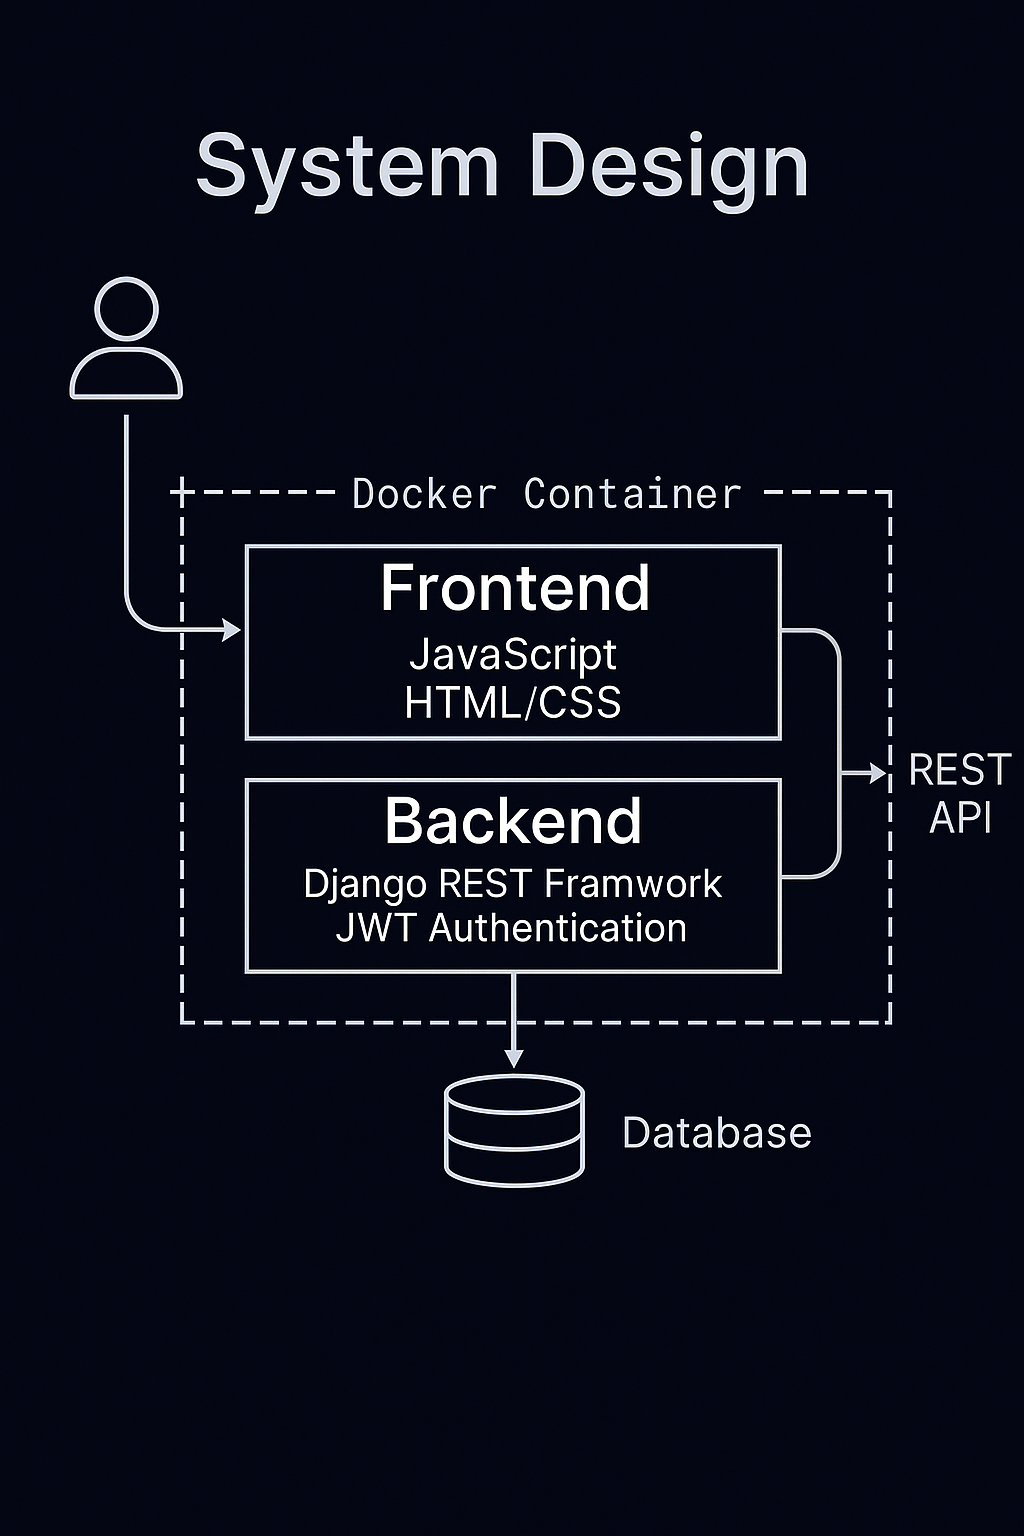 System Design
Docker Container
Frontend
JavaScript
HTML/CSS
REST
API
Backend
Django REST Framwork
JWT Authentication
Database